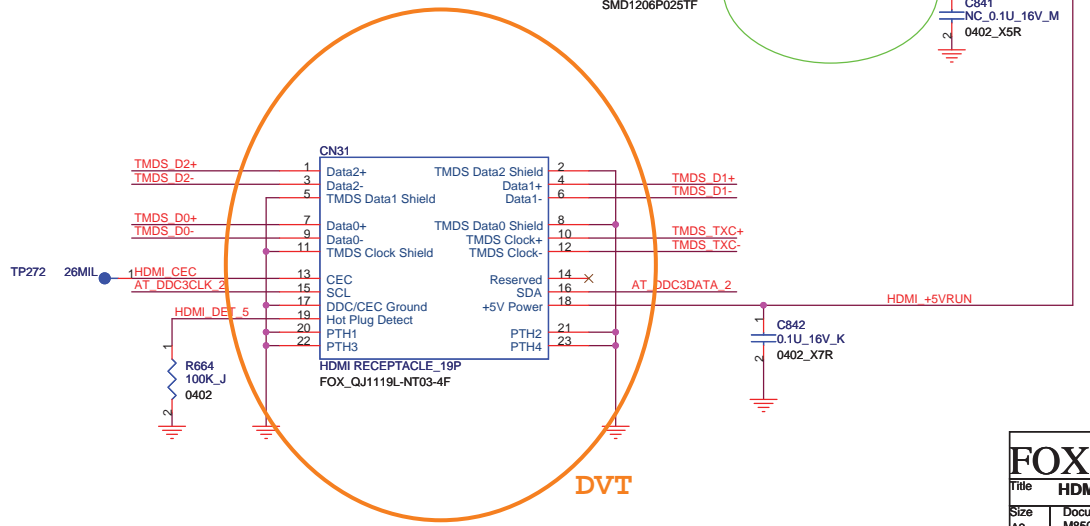 SMD1206P025TF
C841
NC_0.1U_16V_M
2
0402_X5R
CN31
TMDS_D2+ 1 Data2+ TMDS Data2 Shield 2
TMDS_D2- 3 Data2- Data1+ 4 TMDS_D1+
5 TMDS Data1 Shield Data1- 6 TMDS_D1-
TMDS_D0+ 7 Data0+ TMDS Data0 Shield 8
TMDS_D0- 9 Data0- TMDS Clock+ 10 TMDS_TXC+
11 TMDS Clock Shield TMDS Clock- 12 TMDS_TXC-
TP272 26MIL 1 HDMI_CEC 13 CEC Reserved 14
AT_DDC3CLK_2 15 SCL SDA 16 AT_DDC3DATA_2
17 DDC/CEC Ground +5V Power 18 HDMI_+5VRUN
HDMI_DET_5 19 Hot Plug Detect
20 PTH1 PTH2 21
22 PTH3 PTH4 23
HDMI RECEPTACLE_19P
FOX_QJ1119L-NT03-4F
1
R664
100K_J
0402
2
1
C842
0.1U_16V_K
2
0402_X7R
DVT
FOX
Title HDM
Size Docu